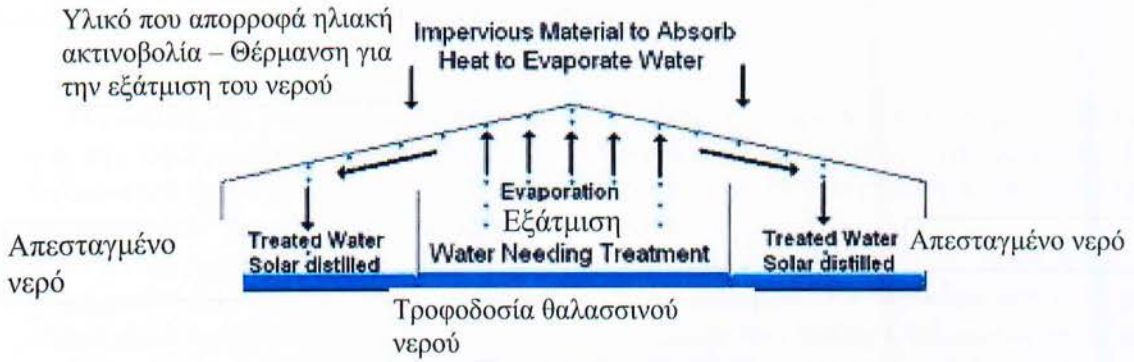 Υλικό που απορροφά ηλιακή
ακτινοβολία – Θέρμανση για
την εξάτμιση του νερού
Impervious Material to Absorb
Heat to Evaporate Water
Evaporation
Εξάτμιση
Απεσταγμένο
νερό
Treated Water
Solar distilled
Water Needing Treatment
Treated Water
Solar distilled
Απεσταγμένο νερό
Τροφοδοσία θαλασσινού
νερού